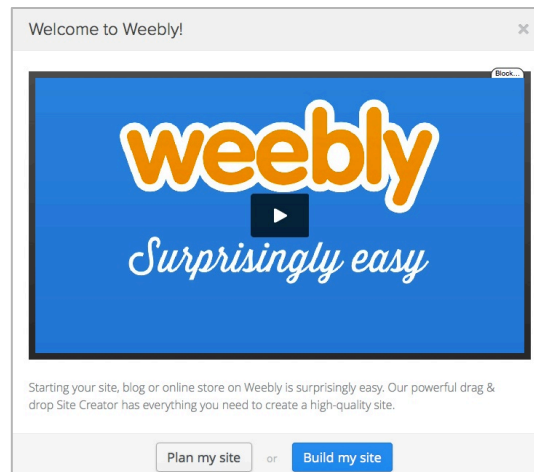 Welcome to Weebly!
Block...
weebly
Surprisingly easy
Starting your site, blog or online store on Weebly is surprisingly easy. Our powerful drag &
drop Site Creator has everything you need to create a high-quality site.
Plan my site or Build my site